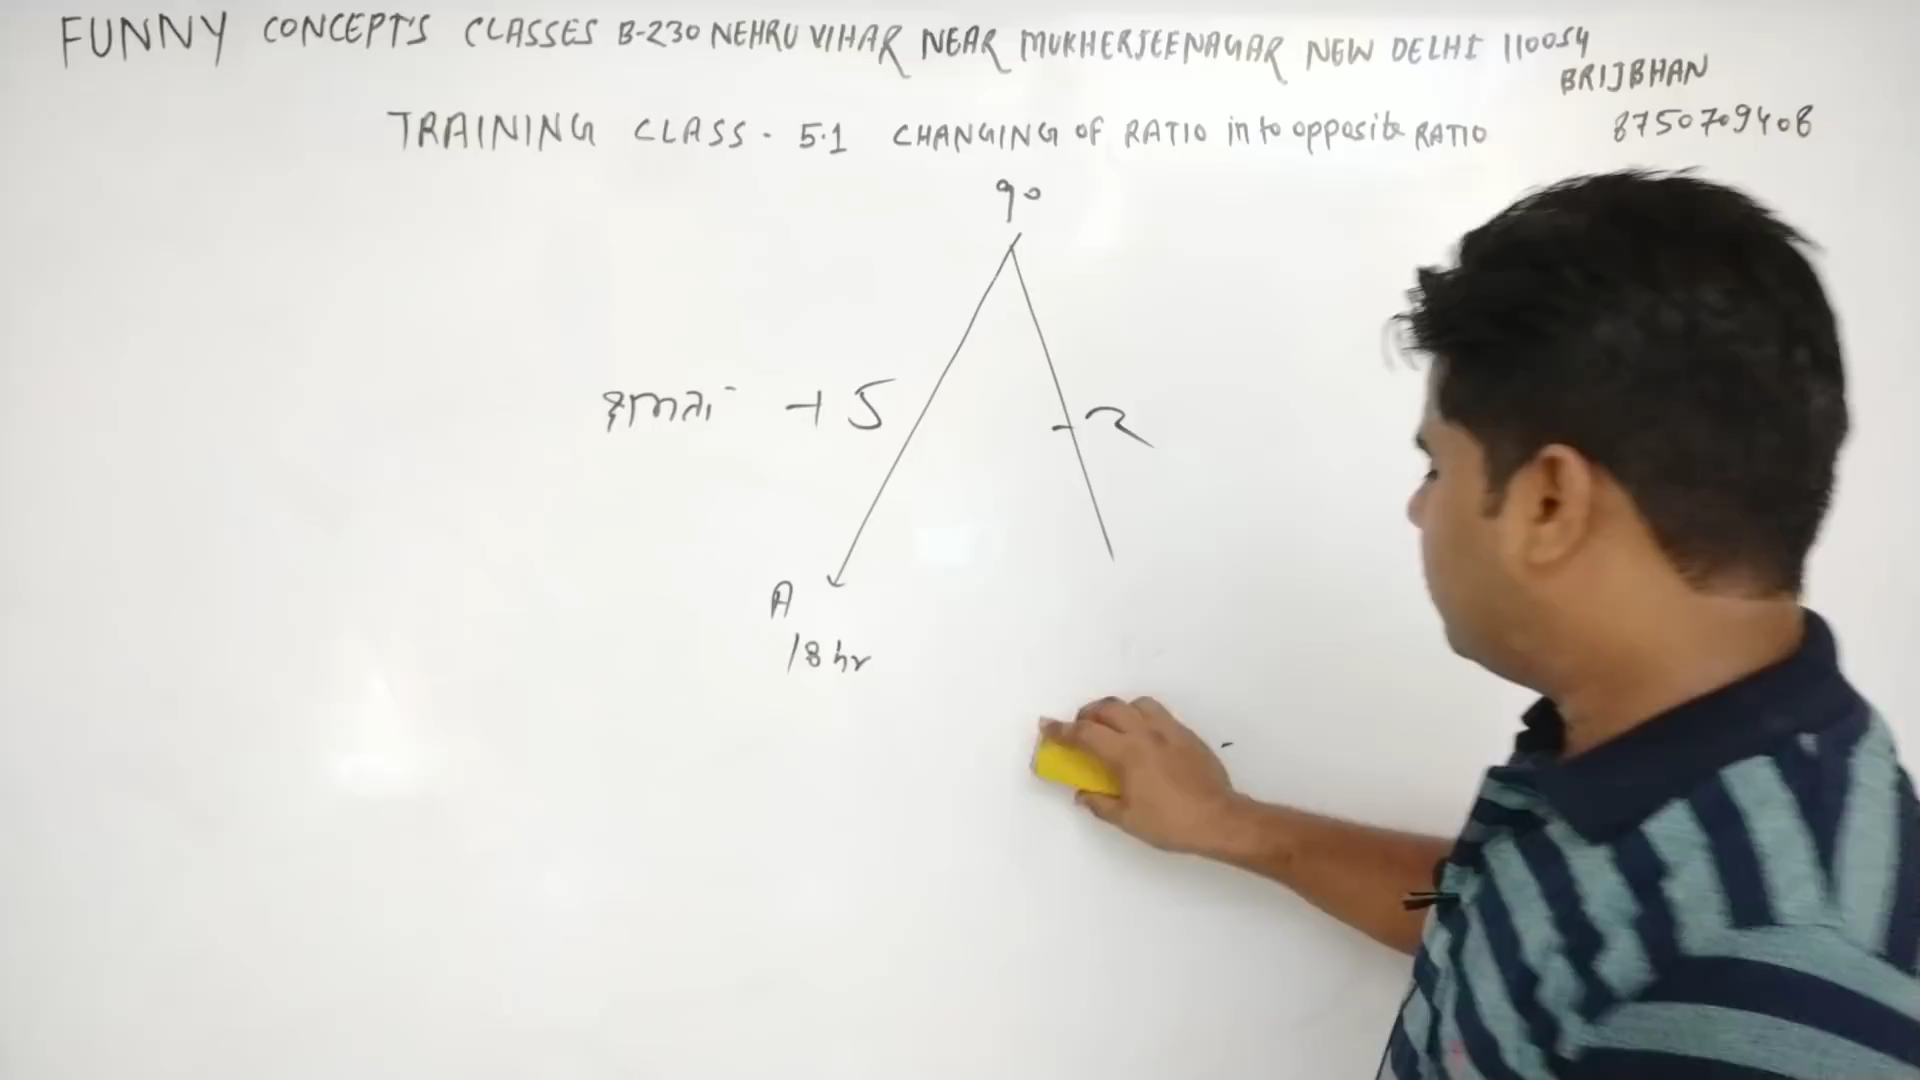 FUNNY CONCEPT'S CLASSES B-230 NEHRU VIHAR NEAR MUKHERJEENAGAR NEW DELHI 110054
BRIJBHAN
8750709408
TRAINING CLASS - 5.1 CHANGING OF RATIO in to opposite RATIO
90
+5
-2
A
18 hr